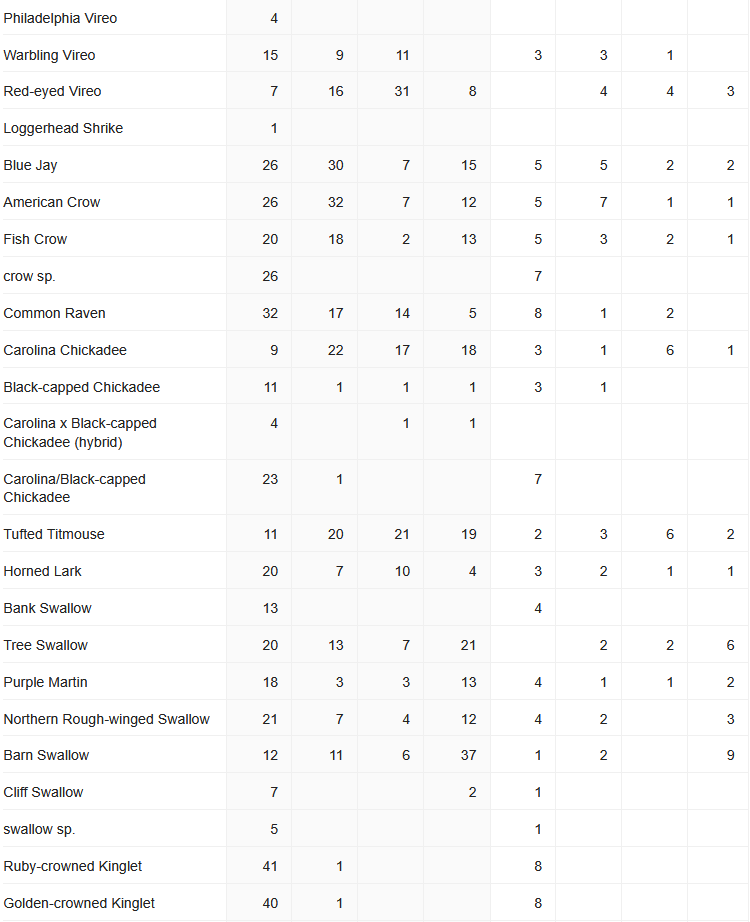 Philadelphia Vireo 4
Warbling Vireo 15 9 11 3 3 1
Red-eyed Vireo 7 16 31 8 4 4 3
Loggerhead Shrike 1
Blue Jay 26 30 7 15 5 5 2 2
American Crow 26 32 7 12 5 7 1 1
Fish Crow 20 18 2 13 5 3 2 1
crow sp. 26 7
Common Raven 32 17 14 5 8 1 2
Carolina Chickadee 9 22 17 18 3 1 6 1
Black-capped Chickadee 11 1 1 1 3 1
Carolina x Black-capped 4 1 1
Chickadee (hybrid)
Carolina/Black-capped 23 1 7
Chickadee
Tufted Titmouse 11 20 21 19 2 3 6 2
Horned Lark 20 7 10 4 3 2 1 1
Bank Swallow 13 4
Tree Swallow 20 13 7 21 2 2 6
Purple Martin 18 3 3 13 4 1 1 2
Northern Rough-winged Swallow 21 7 4 12 4 2 3
Barn Swallow 12 11 6 37 1 2 9
Cliff Swallow 7 2 1
swallow sp. 5 1
Ruby-crowned Kinglet 41 1 8
Golden-crowned Kinglet 40 1 8